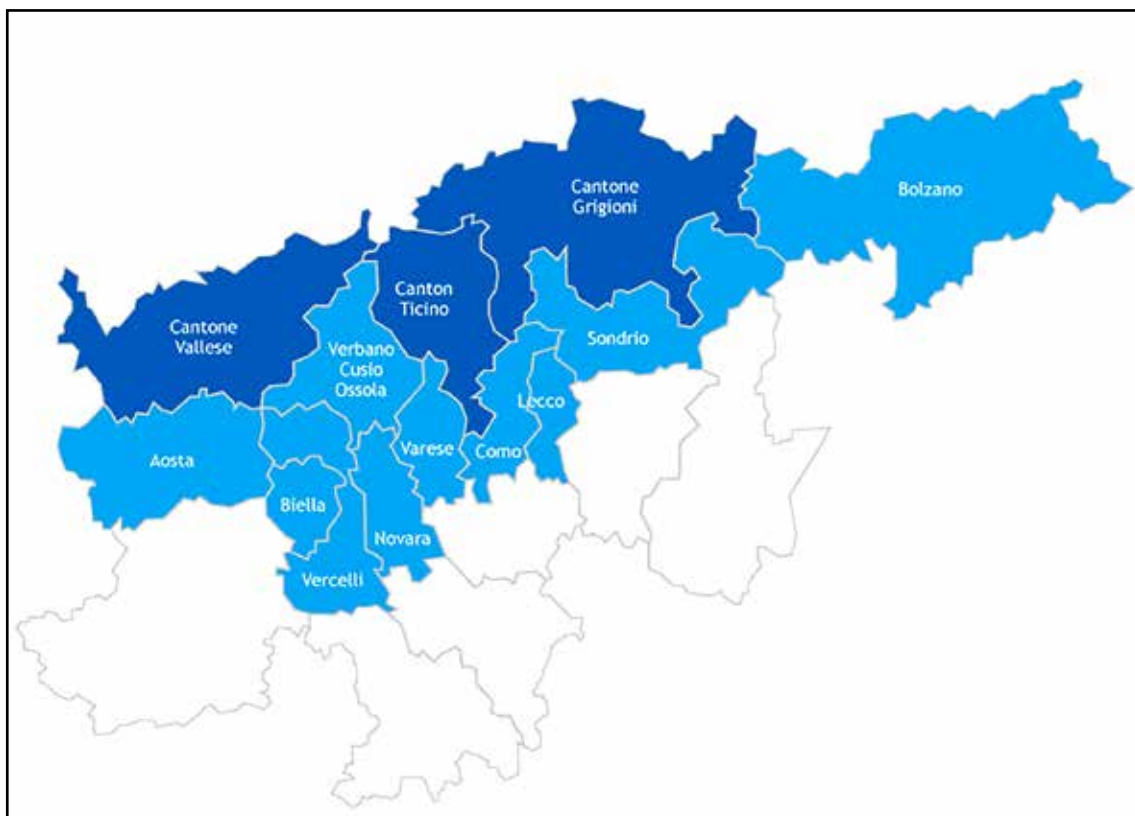 Cantone
Grigioni
Bolzano
Canton
Ticino
Cantone
Vallese
Verbano
Cusio
Ossola
Sondrio
Lecco
Varese
Como
Aosta
Biella
Novara
Vercelli